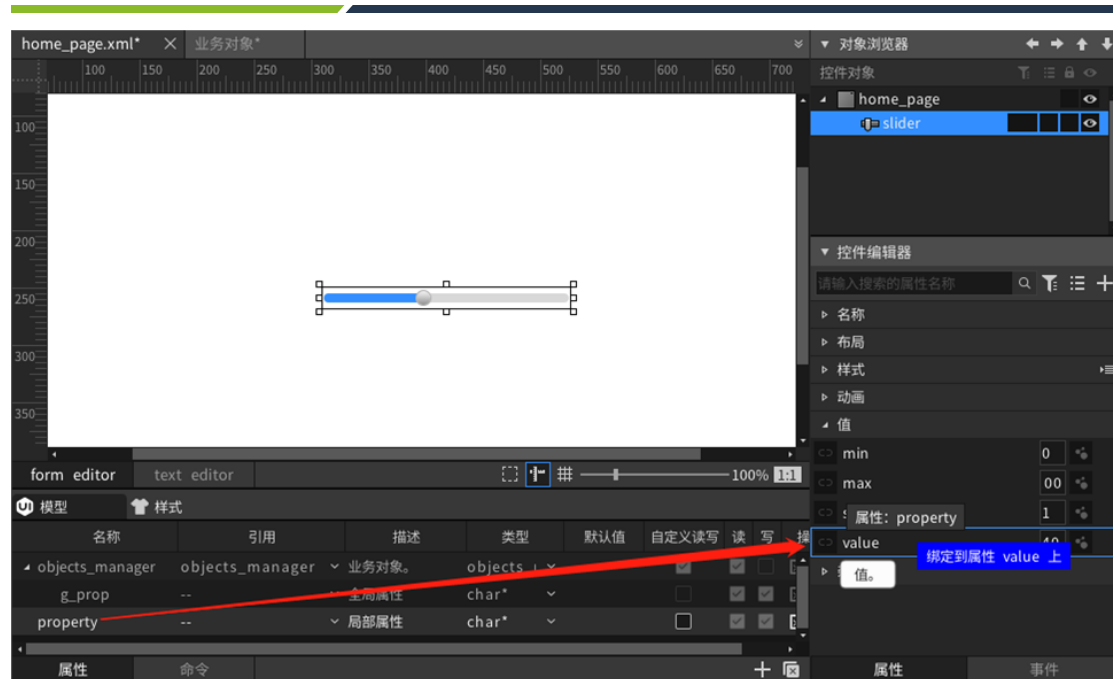 home_page.xml* 业务对象*
对象浏览器
100 150 200 250 300 350 400 450 500 550 600 650 700
控件对象
home_page
slider
100
150
200
250
300
350
控件编辑器
请输入搜索的属性名称
名称
布局
样式
动画
值
min 0
max 00
属性: property
1
value
绑定到属性 value 上
值。
form editor text editor 100% 1:1
模型 样式
名称 引用 描述 类型 默认值 自定义读写 读 写 操
objects_manager objects_manager 业务对象。 objects
g_prop -- 全局属性 char*
property -- 局部属性 char*
属性 命令
属性 事件